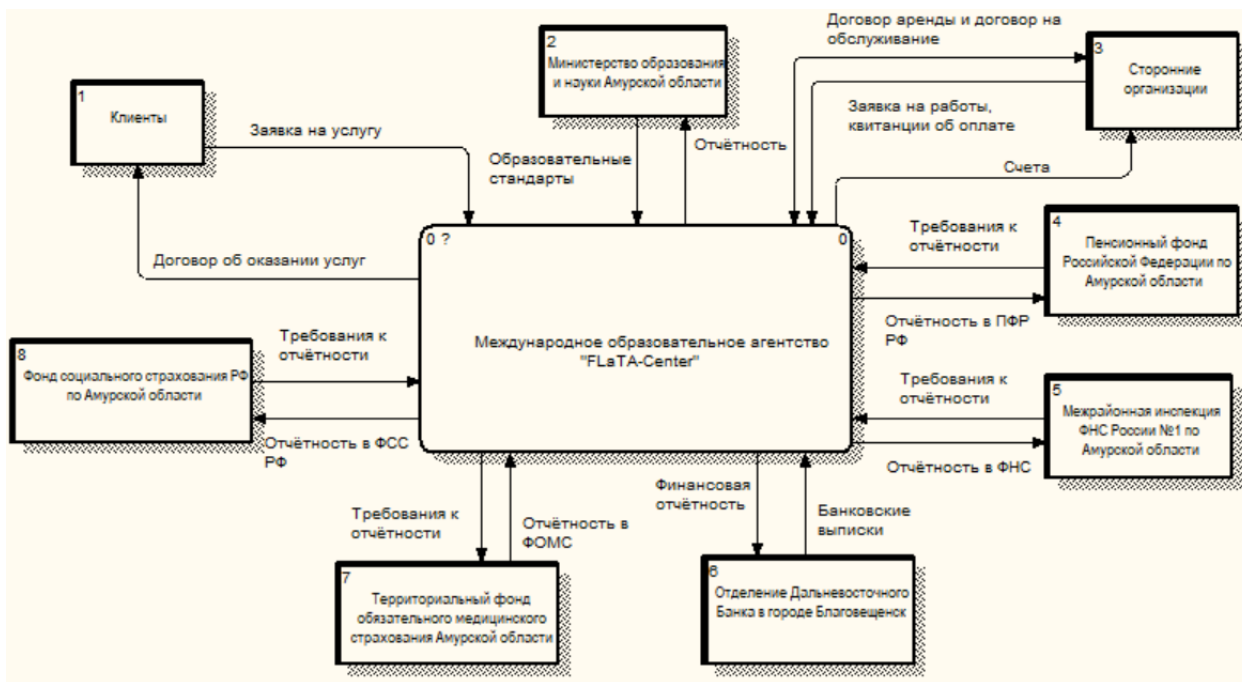 2
Министерство образования
и науки Амурской области
Договор аренды и договор на
обслуживание
3
Сторонние
организации
1
Клиенты
Заявка на услугу
Образовательные
стандарты
Отчётность
Заявка на работы,
квитанции об оплате
Счета
Договор об оказании услуг
0 ?
0
Международное образовательное агентство
"FLaTA-Center"
Требования к
отчётности
4
Пенсионный фонд
Российской Федерации по
Амурской области
Отчётность в ПФР
РФ
Требования к
отчётности
8
Фонд социального страхования РФ
по Амурской области
Отчётность в ФСС
РФ
Требования к
отчётности
5
Межрайонная инспекция
ФНС России №1 по
Амурской области
Отчётность в ФНС
Требования к
отчётности
Отчётность в
ФОМС
7
Территориальный фонд
обязательного медицинского
страхования Амурской области
Финансовая
отчётность
Банковские
выписки
6
Отделение Дальневосточного
Банка в городе Благовещенск